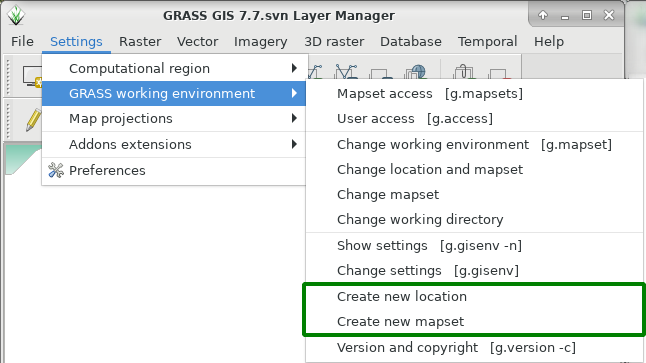 GRASS GIS 7.7.svn Layer Manager
File Settings Raster Vector Imagery 3D raster Database Temporal Help
Computational region
GRASS working environment
Map projections
Addons extensions
Preferences
Mapset access [g.mapsets]
User access [g.access]
Change working environment [g.mapset]
Change location and mapset
Change mapset
Change working directory
Show settings [g.gisenv -n]
Change settings [g.gisenv]
Create new location
Create new mapset
Version and copyright [g.version -c]